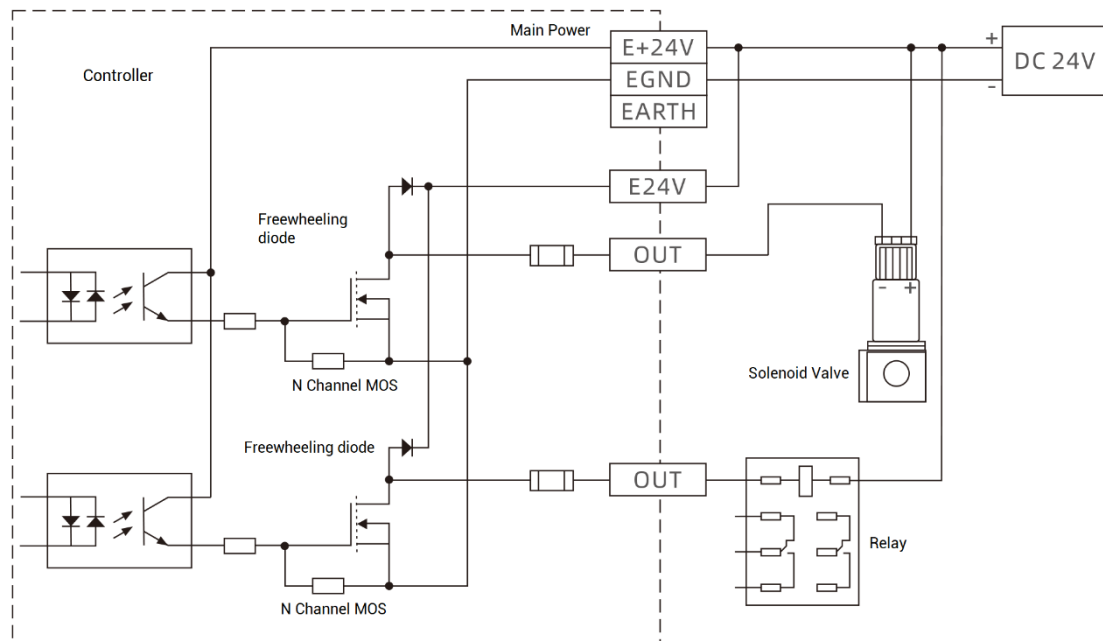 Main Power
E+24V
+
DC 24V
Controller
EGND
-
EARTH
E24V
Freewheeling
diode
OUT
- +
Solenoid Valve
N Channel MOS
Freewheeling diode
OUT
Relay
N Channel MOS